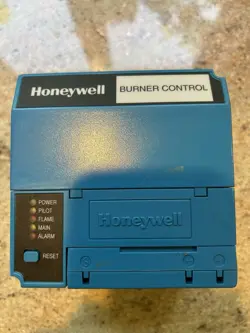 Honeywell
BURNER CONTROL
POWER
PILOT
FLAME
MAIN
ALARM
RESET
Honeywell